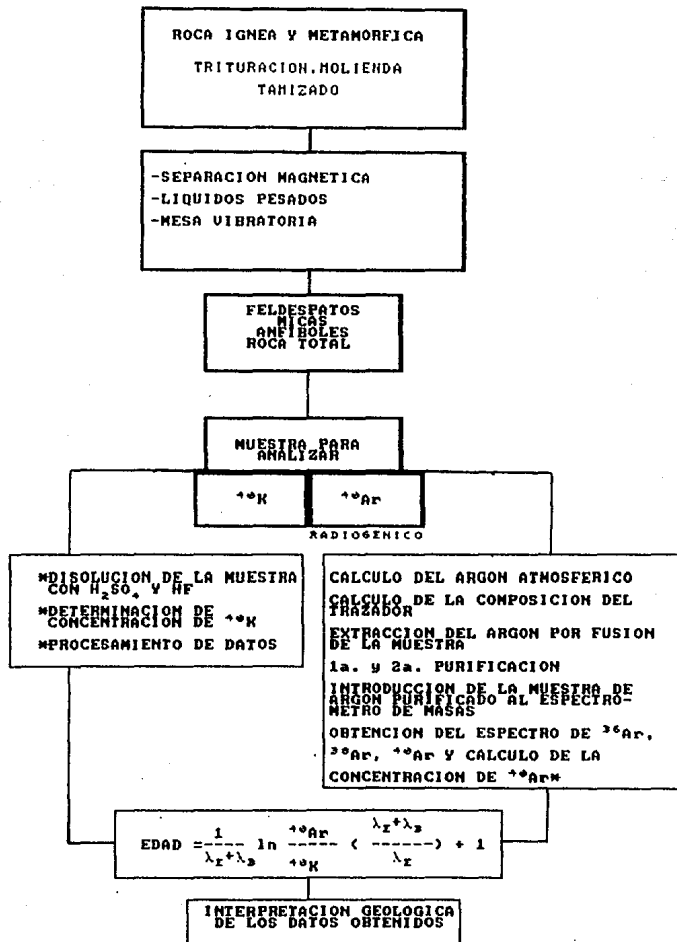 ROCA IGNEA Y METAMORFICA
TRITURACION.MOLIENDA
TAMIZADO
-SEPARACION MAGNETICA
-LIQUIDOS PESADOS
-MESA VIBRATORIA
FELDESPATOS
MICAS
ANFIBOLES
ROCA TOTAL
MUESTRA PARA
ANALIZAR
⁴⁰K
⁴⁰Ar
RADIOGENICO
*DISOLUCION DE LA MUESTRA
CON H₂SO₄ Y HF
*DETERMINACION DE
CONCENTRACION DE ⁴⁰K
*PROCESAMIENTO DE DATOS
CALCULO DEL ARGON ATMOSFERICO
CALCULO DE LA COMPOSICION DEL
TRAZADOR
EXTRACCION DEL ARGON POR FUSION
DE LA MUESTRA
1a. y 2a. PURIFICACION
INTRODUCCION DE LA MUESTRA DE
ARGON PURIFICADO AL ESPECTRO-
METRO DE MASAS
OBTENCION DEL ESPECTRO DE ³⁶Ar,
³⁸Ar, ⁴⁰Ar Y CALCULO DE LA
CONCENTRACION DE ⁴⁰Ar*
1 ⁴⁰Ar λ_E+λ_B
EDAD =------ ln ------ ( -------) + 1
λ_E+λ_B ⁴⁰K λ_E
INTERPRETACION GEOLOGICA
DE LOS DATOS OBTENIDOS